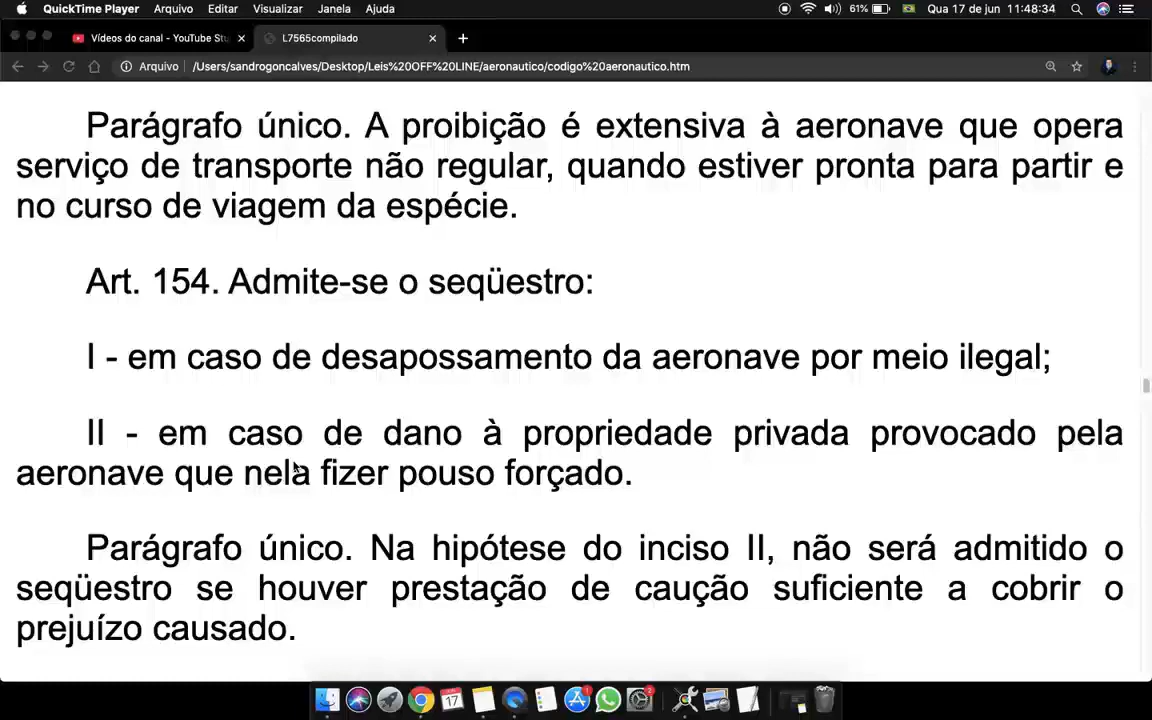 QuickTime Player Arquivo Editar Visualizar Janela Ajuda 61% Qua 17 de jun 11:48:34
Vídeos do canal - YouTube Stu L7565compilado
Arquivo /Users/sandrogoncalves/Desktop/Leis%20OFF%20LINE/aeronautico/codigo%20aeronautico.htm
Parágrafo único. A proibição é extensiva à aeronave que opera
serviço de transporte não regular, quando estiver pronta para partir e
no curso de viagem da espécie.
Art. 154. Admite-se o seqüestro:
I - em caso de desapossamento da aeronave por meio ilegal;
II - em caso de dano à propriedade privada provocado pela
aeronave que nela fizer pouso forçado.
Parágrafo único. Na hipótese do inciso II, não será admitido o
seqüestro se houver prestação de caução suficiente a cobrir o
prejuízo causado.
17